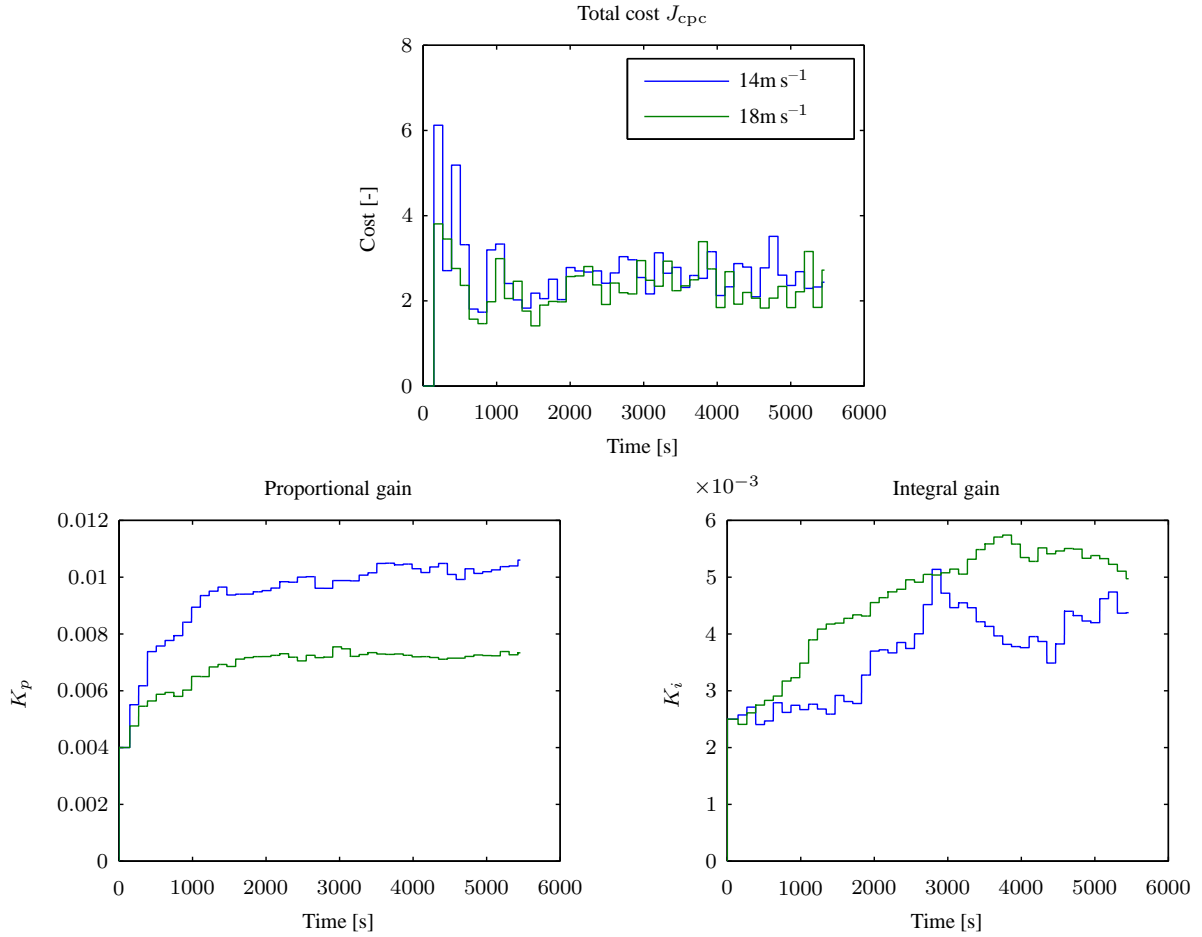 Total cost J_cpc
8
6
4
2
0
Cost [-]
14m s⁻¹
18m s⁻¹
0 1000 2000 3000 4000 5000 6000
Time [s]
Proportional gain
0.012
0.01
0.008
0.006
0.004
0.002
0
K_p
0 1000 2000 3000 4000 5000 6000
Time [s]
×10⁻³
Integral gain
6
5
4
3
2
1
0
K_i
0 1000 2000 3000 4000 5000 6000
Time [s]